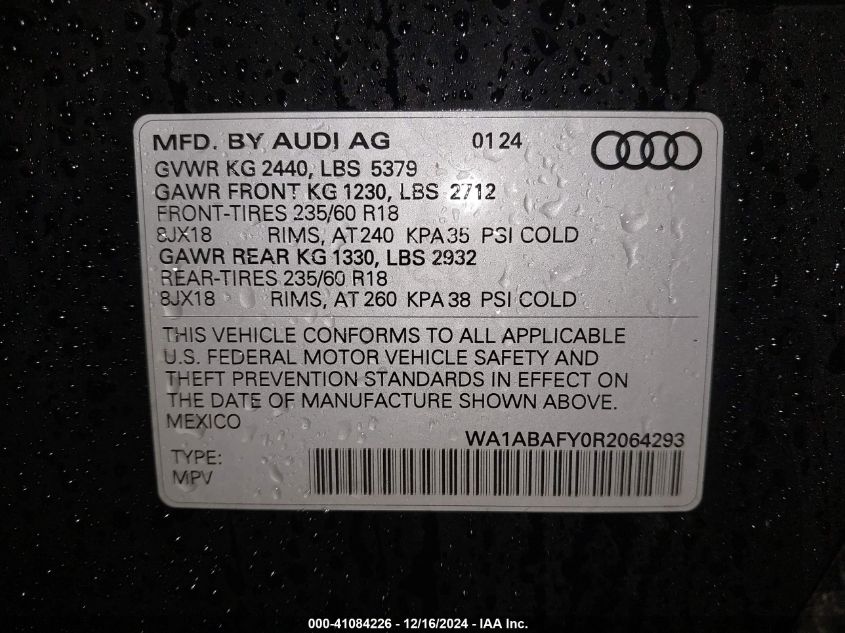 MFD. BY AUDI AG 01 24
GVWR KG 2440, LBS 5379
GAWR FRONT KG 1230, LBS 2712
FRONT-TIRES 235/60 R18
8JX18 RIMS, AT 240 KPA 35 PSI COLD
GAWR REAR KG 1330, LBS 2932
REAR-TIRES 235/60 R18
8JX18 RIMS, AT 260 KPA 38 PSI COLD
THIS VEHICLE CONFORMS TO ALL APPLICABLE
U.S. FEDERAL MOTOR VEHICLE SAFETY AND
THEFT PREVENTION STANDARDS IN EFFECT ON
THE DATE OF MANUFACTURE SHOWN ABOVE.
MEXICO
WA1ABAFY0R2064293
TYPE:
MPV
000-41084226 - 12/16/2024 - IAA Inc.